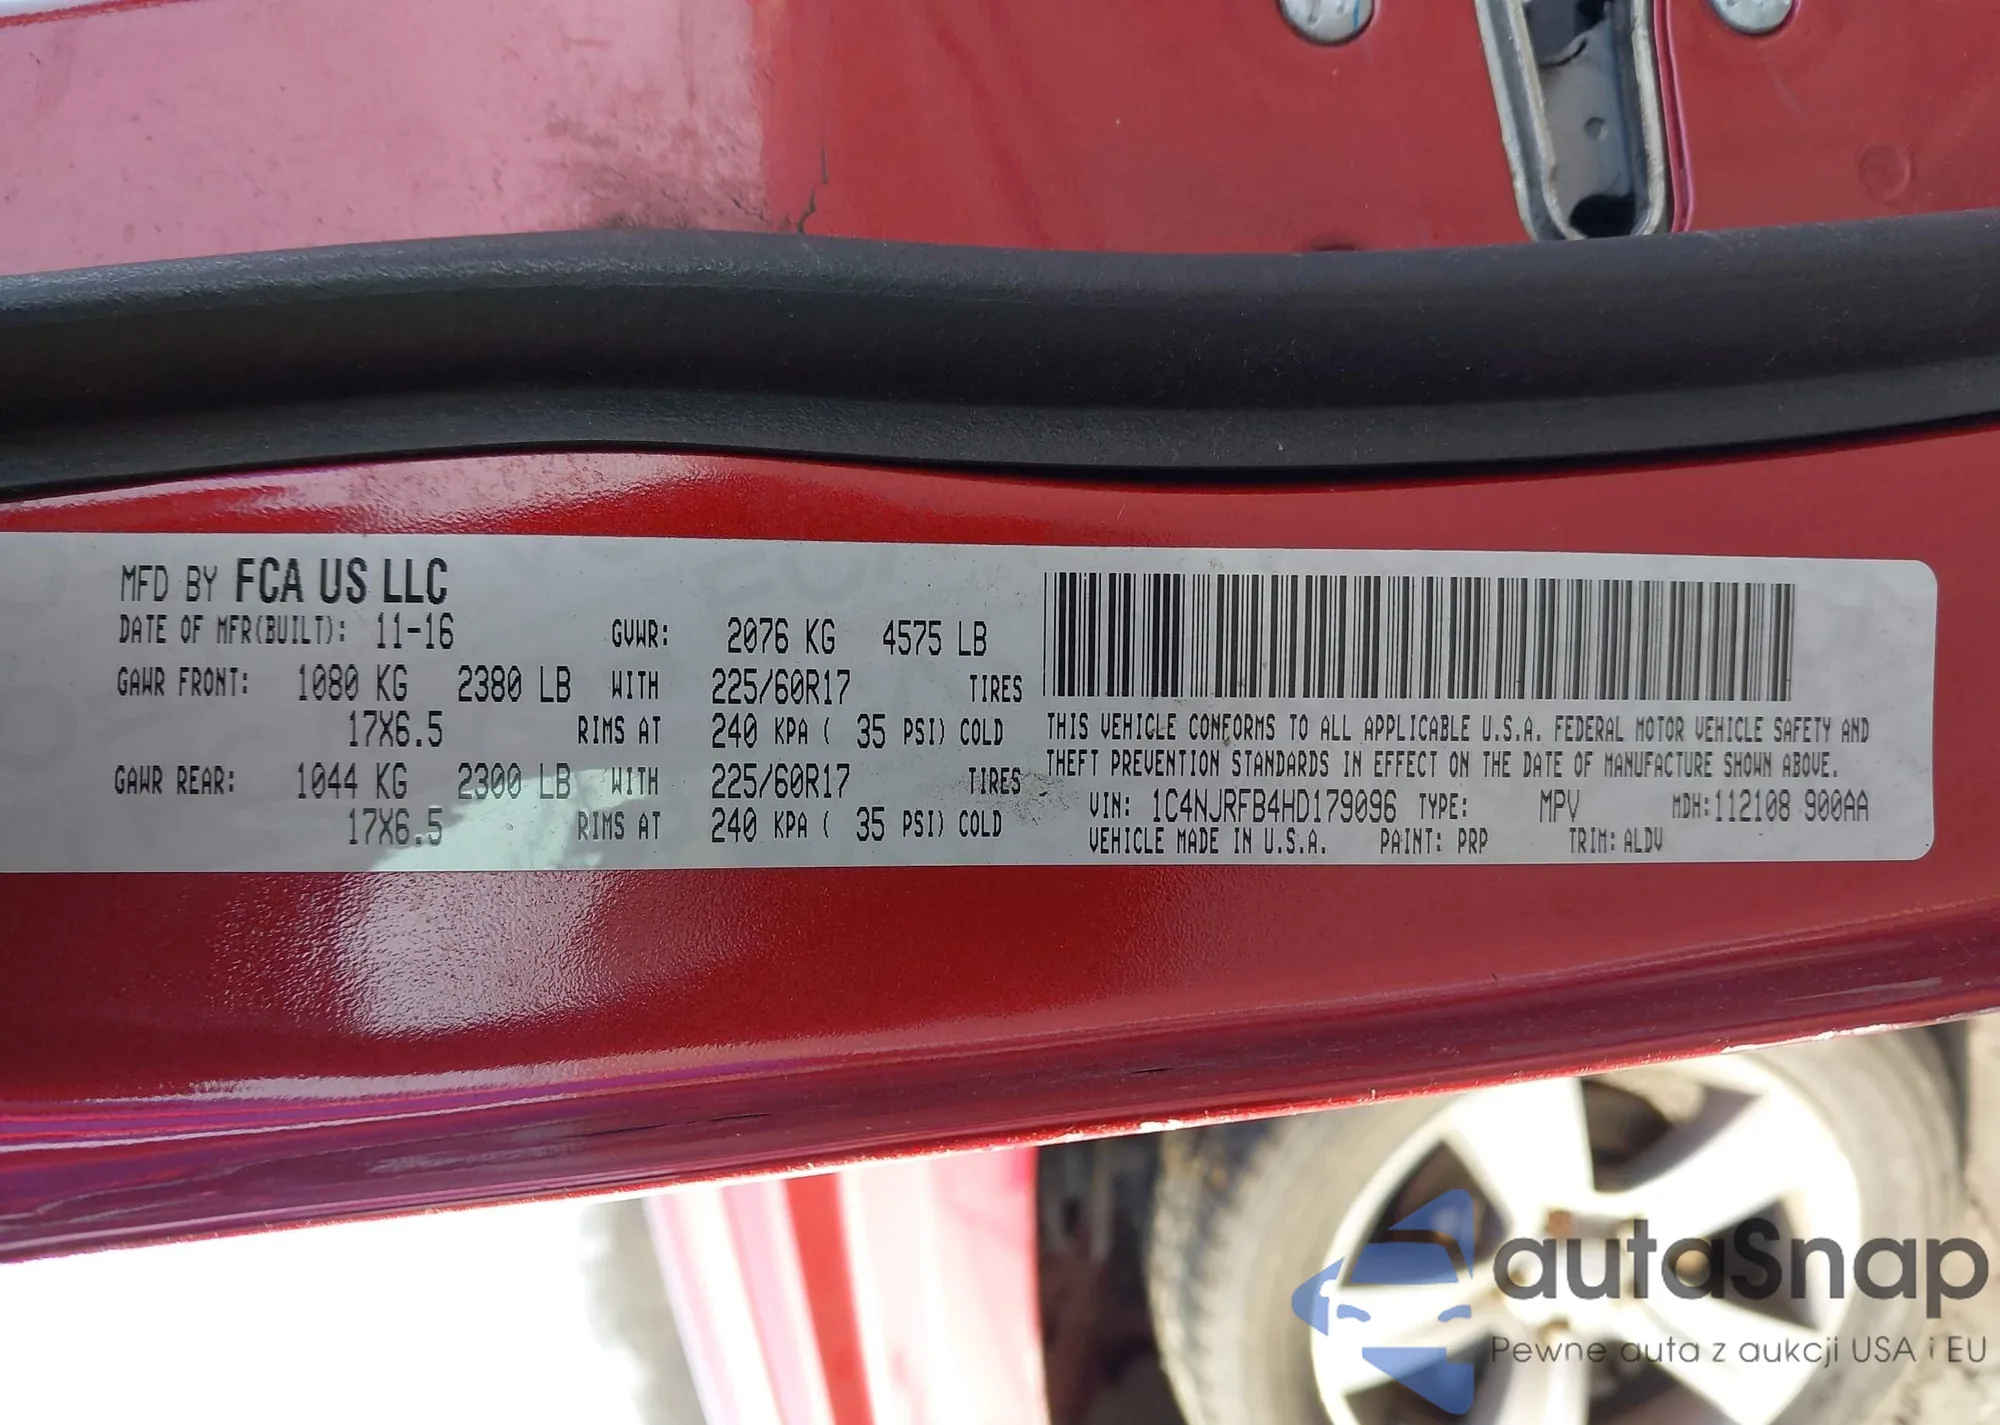 MFD BY FCA US LLC
DATE OF MFR(BUILT): 11-16 GVWR: 2076 KG 4575 LB
GAWR FRONT: 1080 KG 2380 LB WITH 225/60R17 TIRES
17X6.5 RIMS AT 240 KPA ( 35 PSI) COLD
GAWR REAR: 1044 KG 2300 LB WITH 225/60R17 TIRES
17X6.5 RIMS AT 240 KPA ( 35 PSI) COLD
THIS VEHICLE CONFORMS TO ALL APPLICABLE U.S.A. FEDERAL MOTOR VEHICLE SAFETY AND
THEFT PREVENTION STANDARDS IN EFFECT ON THE DATE OF MANUFACTURE SHOWN ABOVE.
VIN: 1C4NJRFB4HD179096 TYPE: MPV MDH:112108 900AA
VEHICLE MADE IN U.S.A. PAINT: PRP TRIM: ALDV
autaSnap
Pewne auta z aukcji USA i EU